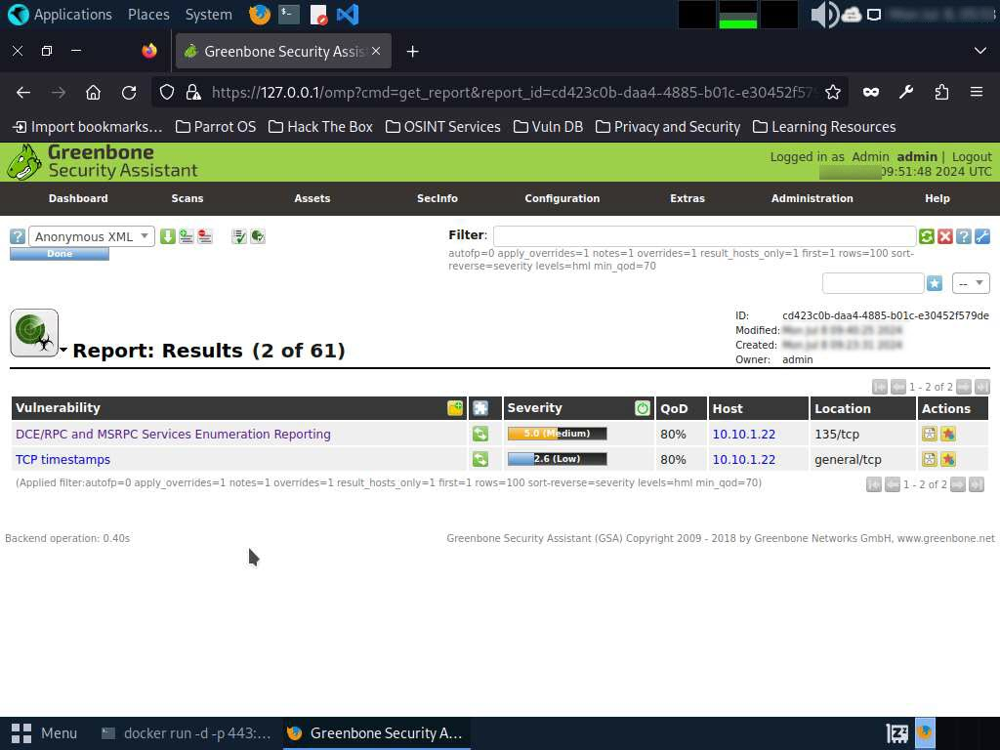 Applications Places System
Greenbone Security Assis
https://127.0.0.1/omp?cmd=get_report&report_id=cd423c0b-daa4-4885-b01c-e30452f579
Import bookmarks... Parrot OS Hack The Box OSINT Services Vuln DB Privacy and Security Learning Resources
Greenbone
Security Assistant
Logged in as Admin admin | Logout
09:51:48 2024 UTC
Dashboard Scans Assets SecInfo Configuration Extras Administration Help
Anonymous XML
Done
Filter:
autofp=0 apply_overrides=1 notes=1 overrides=1 result_hosts_only=1 first=1 rows=100 sort-
reverse=severity levels=hml min_qod=70
--
Report: Results (2 of 61)
ID: cd423c0b-daa4-4885-b01c-e30452f579de
Modified:
Created:
Owner: admin
1 - 2 of 2
Vulnerability Severity QoD Host Location Actions
DCE/RPC and MSRPC Services Enumeration Reporting 5.0 (Medium) 80% 10.10.1.22 135/tcp
TCP timestamps 2.6 (Low) 80% 10.10.1.22 general/tcp
(Applied filter:autofp=0 apply_overrides=1 notes=1 overrides=1 result_hosts_only=1 first=1 rows=100 sort-reverse=severity levels=hml min_qod=70)
1 - 2 of 2
Backend operation: 0.40s
Greenbone Security Assistant (GSA) Copyright 2009 - 2018 by Greenbone Networks GmbH, www.greenbone.net
Menu docker run -d -p 443:... Greenbone Security A...